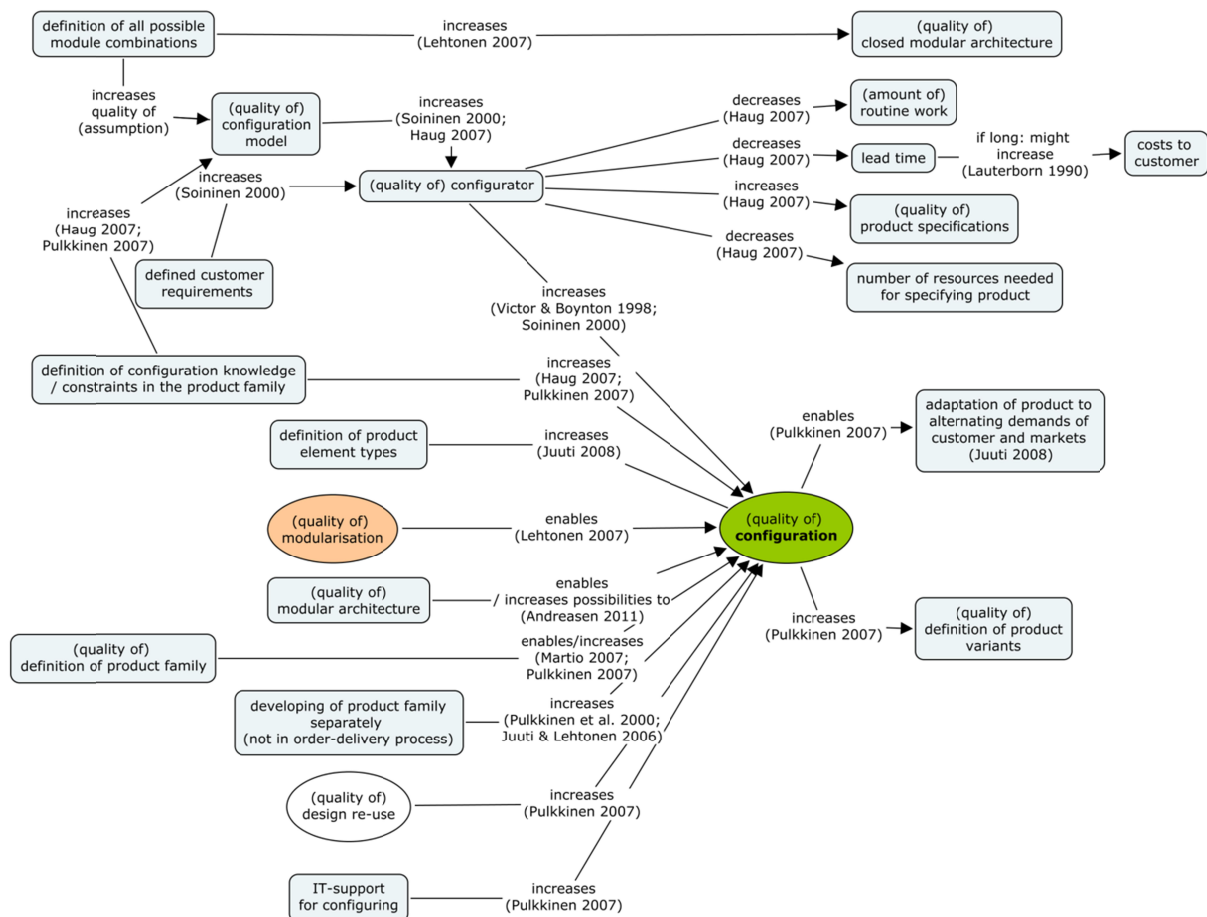 definition of all possible
module combinations
increases
(Lehtonen 2007)
(quality of)
closed modular architecture
increases
quality of
(assumption)
(quality of)
configuration
model
increases
(Soininen 2000;
Haug 2007)
decreases
(Haug 2007)
(amount of)
routine work
decreases
(Haug 2007)
lead time
if long: might
increase
(Lauterborn 1990)
costs to
customer
increases
(Soininen 2000)
(quality of) configurator
increases
(Haug 2007)
(quality of)
product specifications
increases
(Haug 2007;
Pulkkinen 2007)
decreases
(Haug 2007)
defined customer
requirements
number of resources needed
for specifying product
increases
(Victor & Boynton 1998;
Soininen 2000)
definition of configuration knowledge
/ constraints in the product family
increases
(Haug 2007;
Pulkkinen 2007)
definition of product
element types
increases
(Juuti 2008)
enables
(Pulkkinen 2007)
adaptation of product to
alternating demands of
customer and markets
(Juuti 2008)
(quality of)
modularisation
enables
(Lehtonen 2007)
(quality of)
configuration
(quality of)
modular architecture
enables
/ increases possibilities to
(Andreasen 2011)
increases
(Pulkkinen 2007)
(quality of)
definition of product
variants
(quality of)
definition of product family
enables/increases
(Martio 2007;
Pulkkinen 2007)
developing of product family
separately
(not in order-delivery process)
increases
(Pulkkinen et al. 2000;
Juuti & Lehtonen 2006)
(quality of)
design re-use
increases
(Pulkkinen 2007)
IT-support
for configuring
increases
(Pulkkinen 2007)